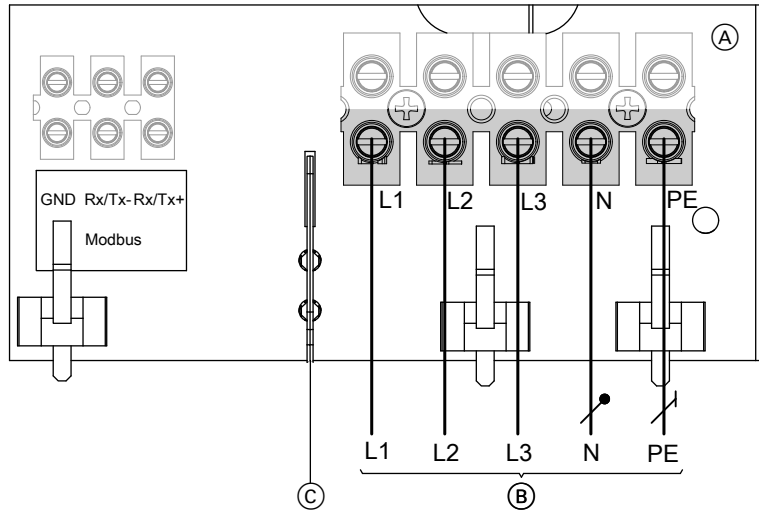 A
L1 L2 L3 N PE
GND Rx/Tx- Rx/Tx+
Modbus
L1 L2 L3 N PE
C B